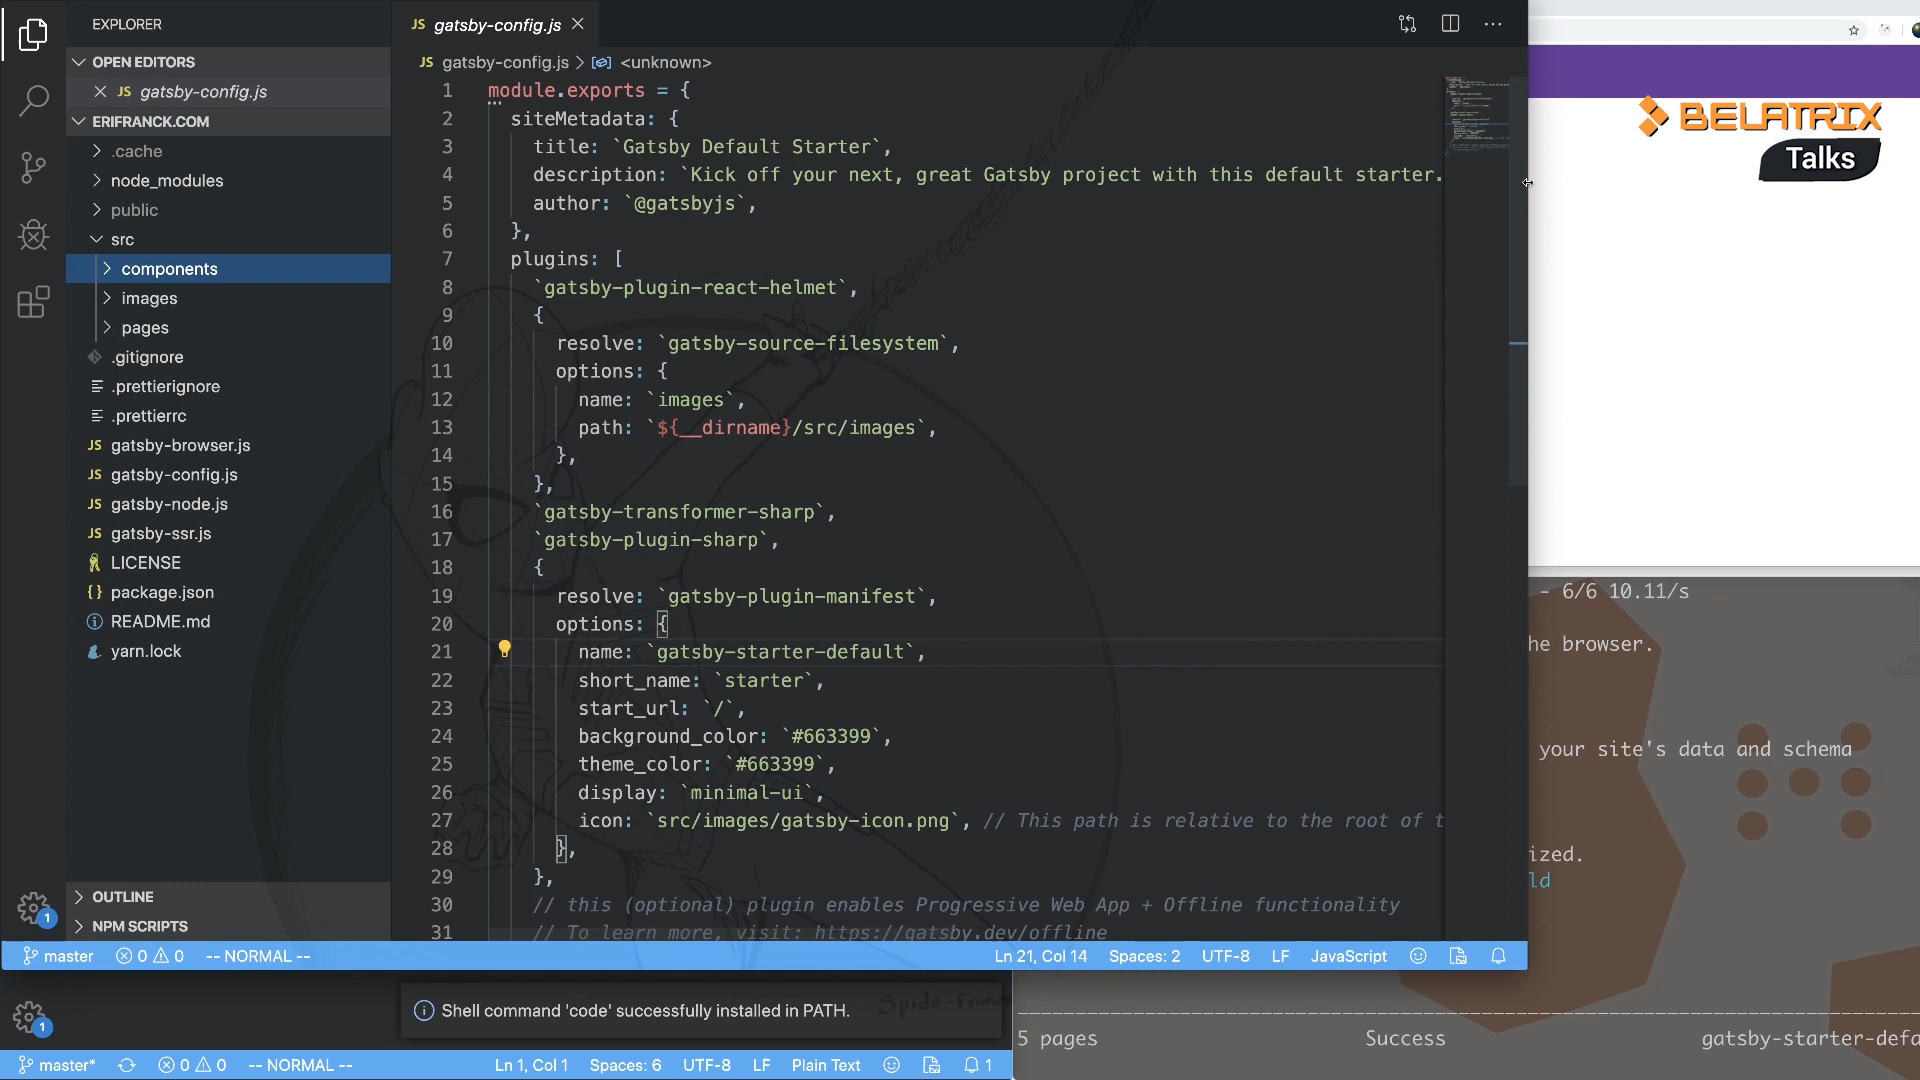 EXPLORER
OPEN EDITORS
JS gatsby-config.js
ERIFRANCK.COM
.cache
node_modules
public
src
components
images
pages
.gitignore
.prettierignore
.prettierrc
JS gatsby-browser.js
JS gatsby-config.js
JS gatsby-node.js
JS gatsby-ssr.js
LICENSE
{} package.json
README.md
yarn.lock
OUTLINE
NPM SCRIPTS
1
JS gatsby-config.js
JS gatsby-config.js > <unknown>
1 module.exports = {
2 siteMetadata: {
3 title: `Gatsby Default Starter`,
4 description: `Kick off your next, great Gatsby project with this default starter.
5 author: `@gatsbyjs`,
6 },
7 plugins: [
8 `gatsby-plugin-react-helmet`,
9 {
10 resolve: `gatsby-source-filesystem`,
11 options: {
12 name: `images`,
13 path: `${__dirname}/src/images`,
14 },
15 },
16 `gatsby-transformer-sharp`,
17 `gatsby-plugin-sharp`,
18 {
19 resolve: `gatsby-plugin-manifest`,
20 options: {
21 name: `gatsby-starter-default`,
22 short_name: `starter`,
23 start_url: `/`,
24 background_color: `#663399`,
25 theme_color: `#663399`,
26 display: `minimal-ui`,
27 icon: `src/images/gatsby-icon.png`, // This path is relative to the root of t
28 },
29 },
30 // this (optional) plugin enables Progressive Web App + Offline functionality
31 // To learn more, visit: https://gatsby.dev/offline
master 0 0 -- NORMAL -- Ln 21, Col 14 Spaces: 2 UTF-8 LF JavaScript
BELATRIX
Talks
- 6/6 10.11/s
he browser.
your site's data and schema
ized.
ld
Shell command 'code' successfully installed in PATH.
1
5 pages Success gatsby-starter-defa
master* 0 0 -- NORMAL -- Ln 1, Col 1 Spaces: 6 UTF-8 LF Plain Text 1